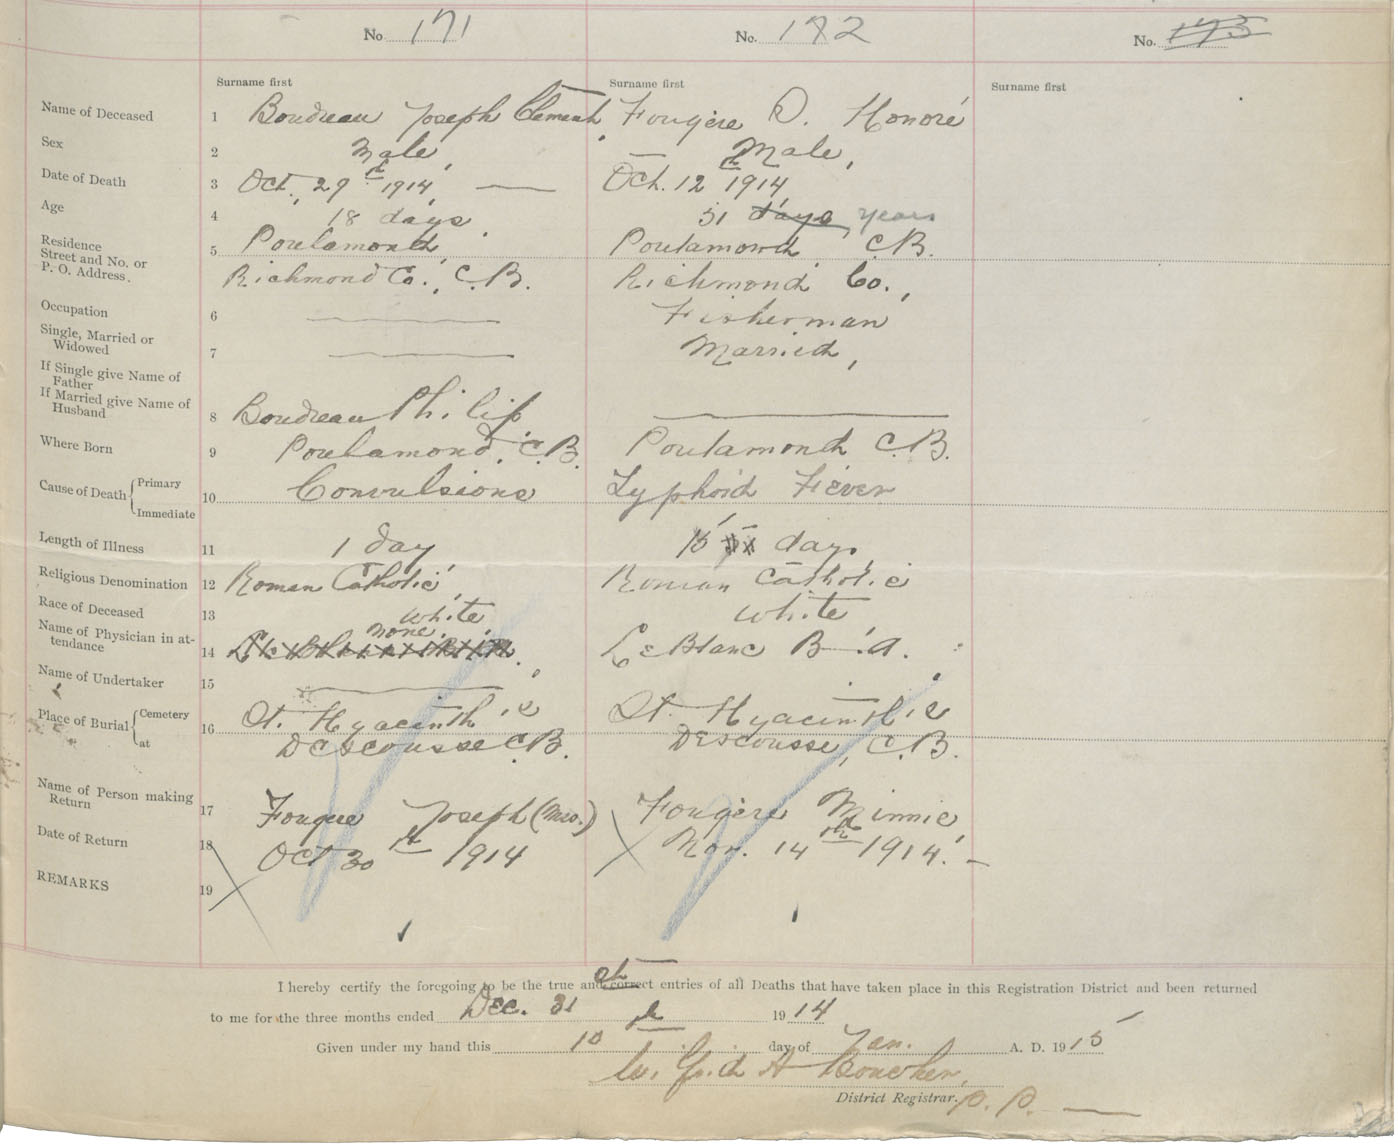 No 171 No. 172 No. 173
Surname first Surname first Surname first
Name of Deceased 1 Boudreau Joseph Clement, Fougère D. Honoré
Sex 2 Male, Male,
Date of Death 3 Oct. 29th 1914 — Oct. 12th 1914
Age 4 18 days. 31 days years
Residence
Street and No. or 5 Poulamond, Poulamond, C.B.
P. O. Address. Richmond Co., C.B. Richmond Co.,
Occupation 6 Fisherman
Single, Married or
Widowed 7 Married,
If Single give Name of
Father
If Married give Name of
Husband 8 Boudreau Philip.
Where Born 9 Poulamond, C.B. Poulamond C.B.
Cause of Death { Primary 10 Convulsions Typhoid Fiever
Immediate
Length of Illness 11 1 day 15 days,
Religious Denomination 12 Roman Catholic, Roman Catholic
Race of Deceased 13 white white,
Name of Physician in at-
tendance 14 none. LeBlanc B. A.
Name of Undertaker 15
Place of Burial { Cemetery 16 St. Hyacinth's St. Hyacinth's
at Descousse C.B. Descousse, C.B.
Name of Person making
Return 17 Fougere Joseph (Mrs.) Fougère Minnie,
Date of Return 18 Oct 30th 1914 Nov. 14th 1914. —
REMARKS 19
I hereby certify the foregoing to be the true and correct entries of all Deaths that have taken place in this Registration District and been returned
to me for the three months ended Dec. 31st 1914
Given under my hand this 10th day of Jan. A. D. 1915
Wilfrid A Boucher,
District Registrar. P. P. —